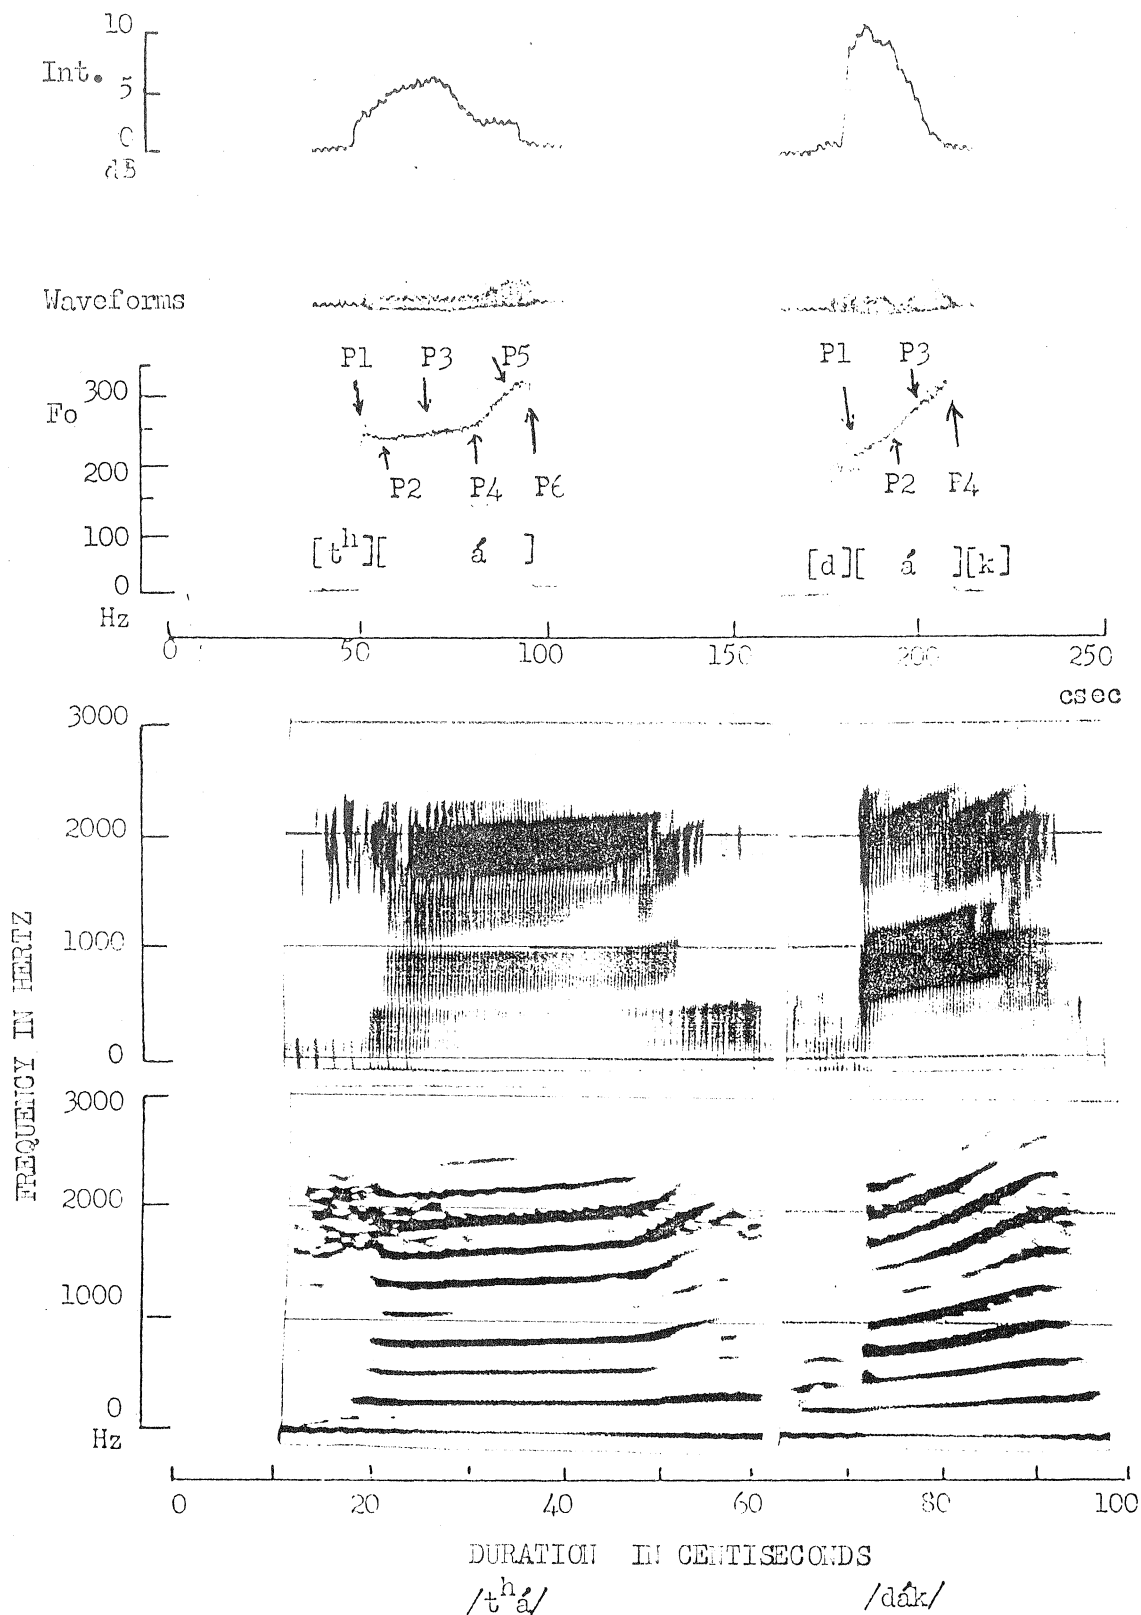 10
Int. 5
0
dB
Waveforms
P1 P3 P5 P1 P3
300
Fo
200
P2 P4 P6 P2 P4
100
[tʰ][ á ] [d][ á ][k]
0
Hz
0 50 100 150 200 250
csec
3000
2000
1000
0
FREQUENCY IN HERTZ
3000
2000
1000
0
Hz
0 20 40 60 80 100
DURATION IN CENTISECONDS
/tʰá/ /dák/